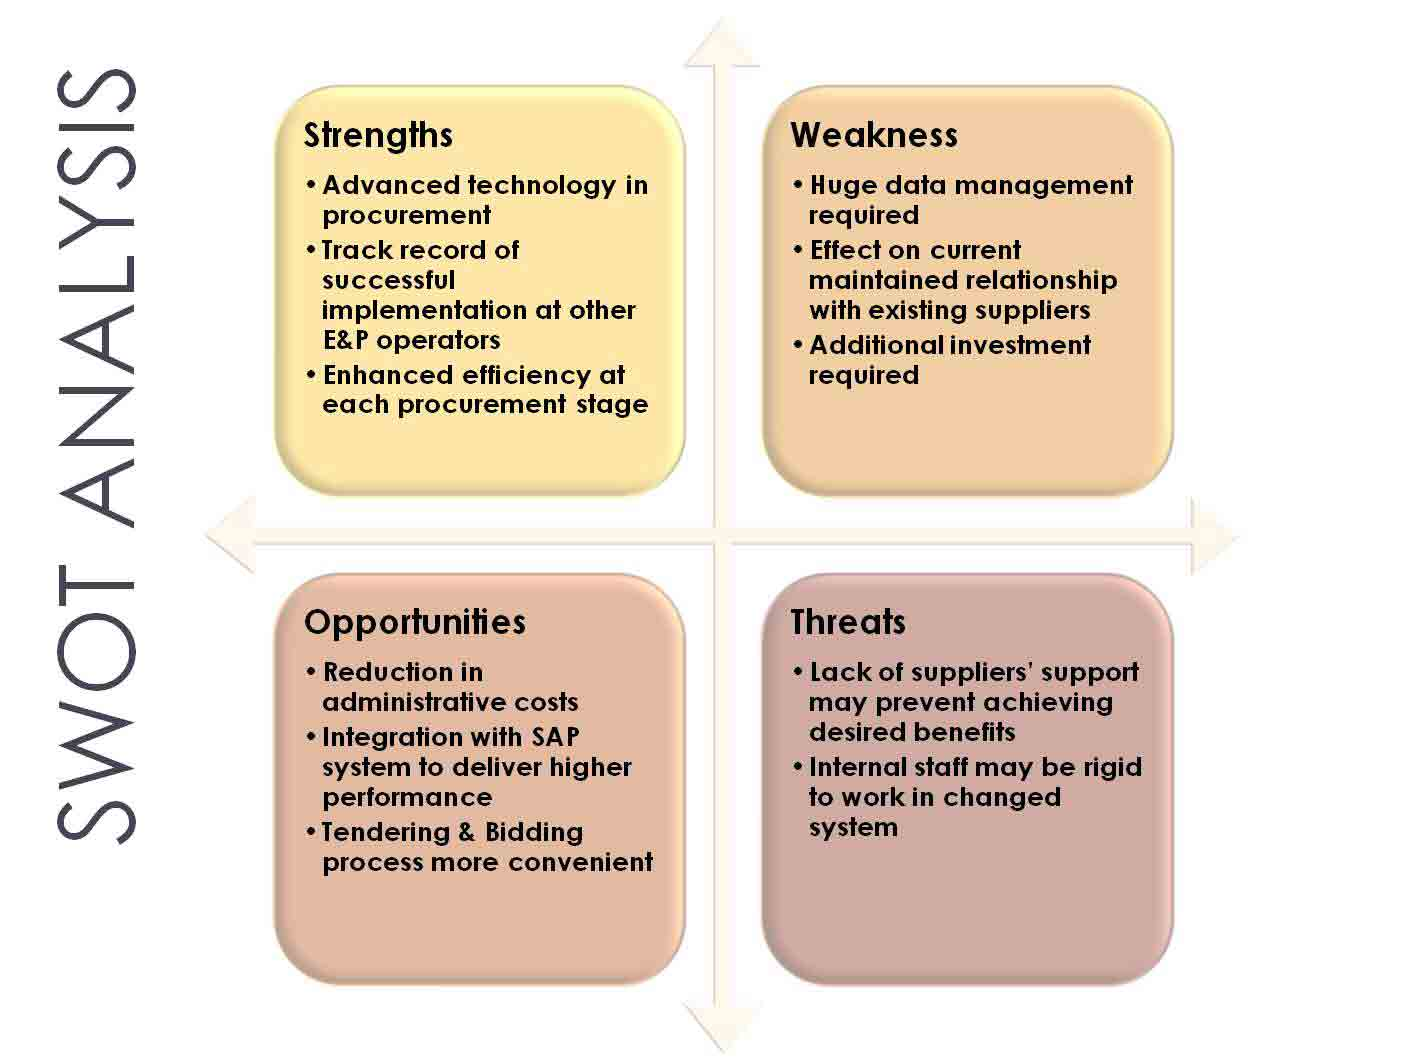 SWOT ANALYSIS
Strengths
• Advanced technology in
procurement
• Track record of
successful
implementation at other
E&P operators
• Enhanced efficiency at
each procurement stage
Weakness
• Huge data management
required
• Effect on current
maintained relationship
with existing suppliers
• Additional investment
required
Opportunities
• Reduction in
administrative costs
• Integration with SAP
system to deliver higher
performance
• Tendering & Bidding
process more convenient
Threats
• Lack of suppliers’ support
may prevent achieving
desired benefits
• Internal staff may be rigid
to work in changed
system